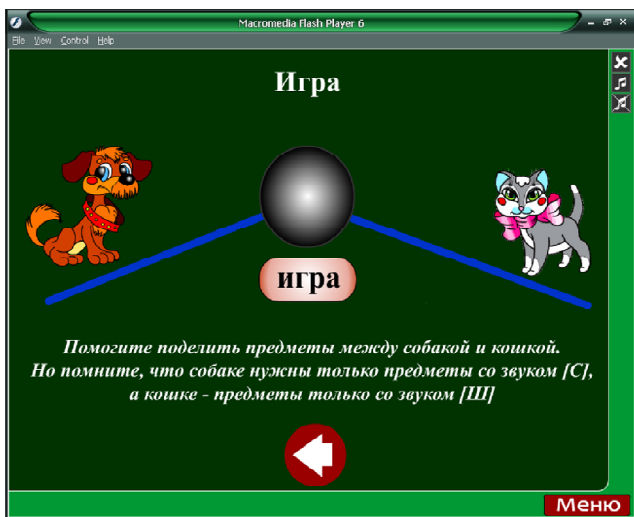 Macromedia Flash Player 6
File View Control Help
Игра
игра
Помогите поделить предметы между собакой и кошкой.
Но помните, что собаке нужны только предметы со звуком [С],
а кошке - предметы только со звуком [Ш]
Меню